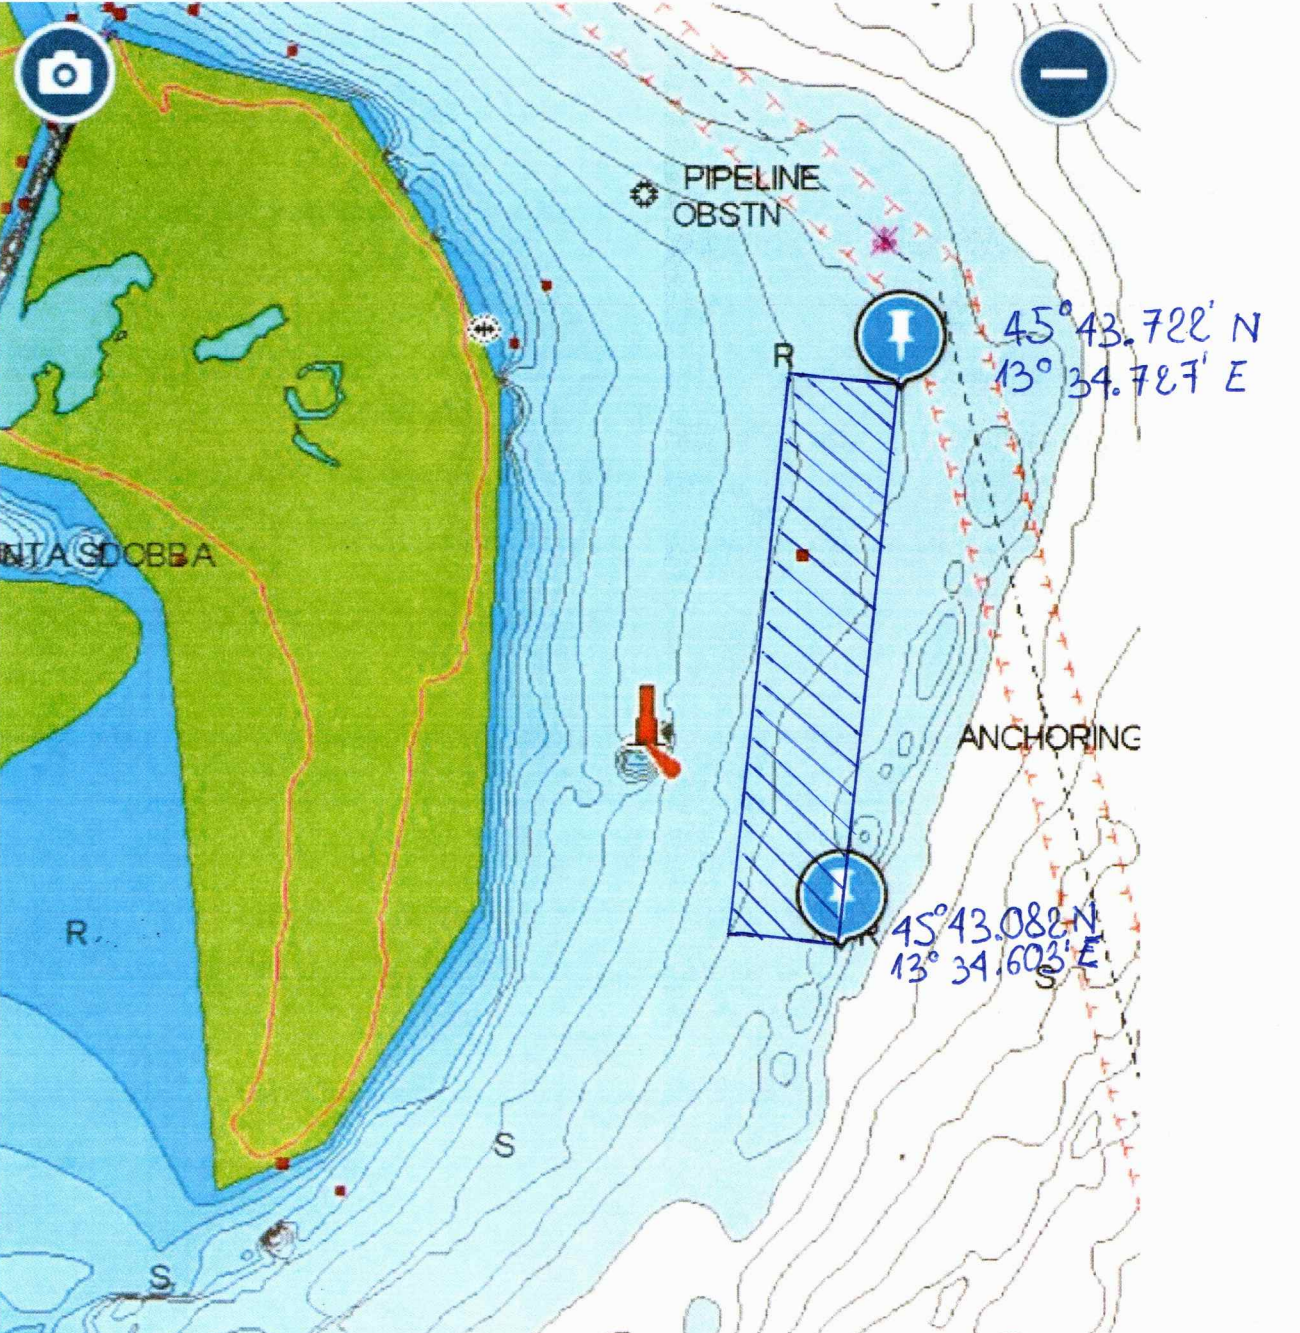 PIPELINE
OBSTN
45° 43.722' N
13° 34.727' E
R
NTA SDOBBA
ANCHORING
R
R
45° 43.082 N
13° 34.603' E
S
S
S